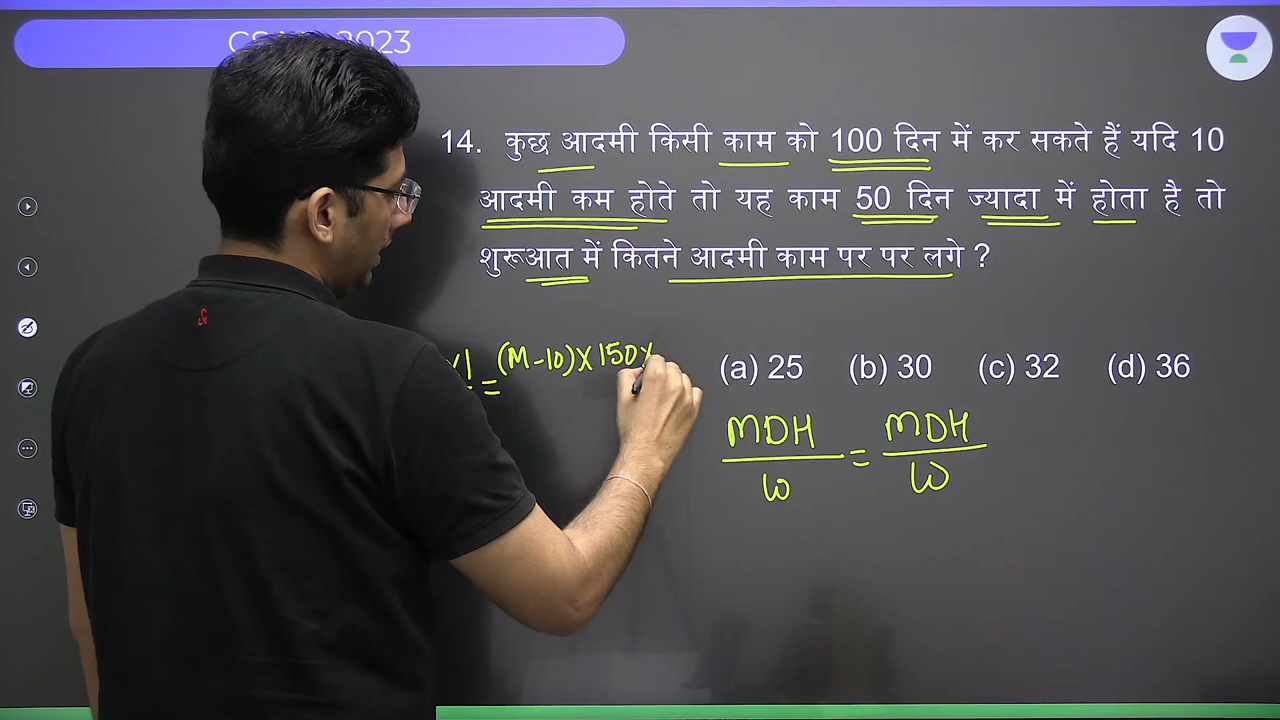 2023
14. कुछ आदमी किसी काम को 100 दिन में कर सकते हैं यदि 10
आदमी कम होते तो यह काम 50 दिन ज्यादा में होता है तो
शुरूआत में कितने आदमी काम पर पर लगे ?
= (M-10)X150X
(a) 25 (b) 30 (c) 32 (d) 36
MDH = MDH
W W